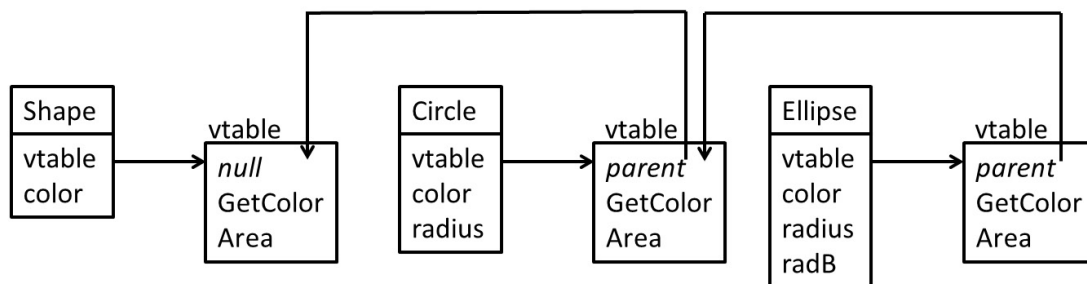 Shape
vtable
color
vtable
null
GetColor
Area
Circle
vtable
color
radius
vtable
parent
GetColor
Area
Ellipse
vtable
color
radius
radB
vtable
parent
GetColor
Area